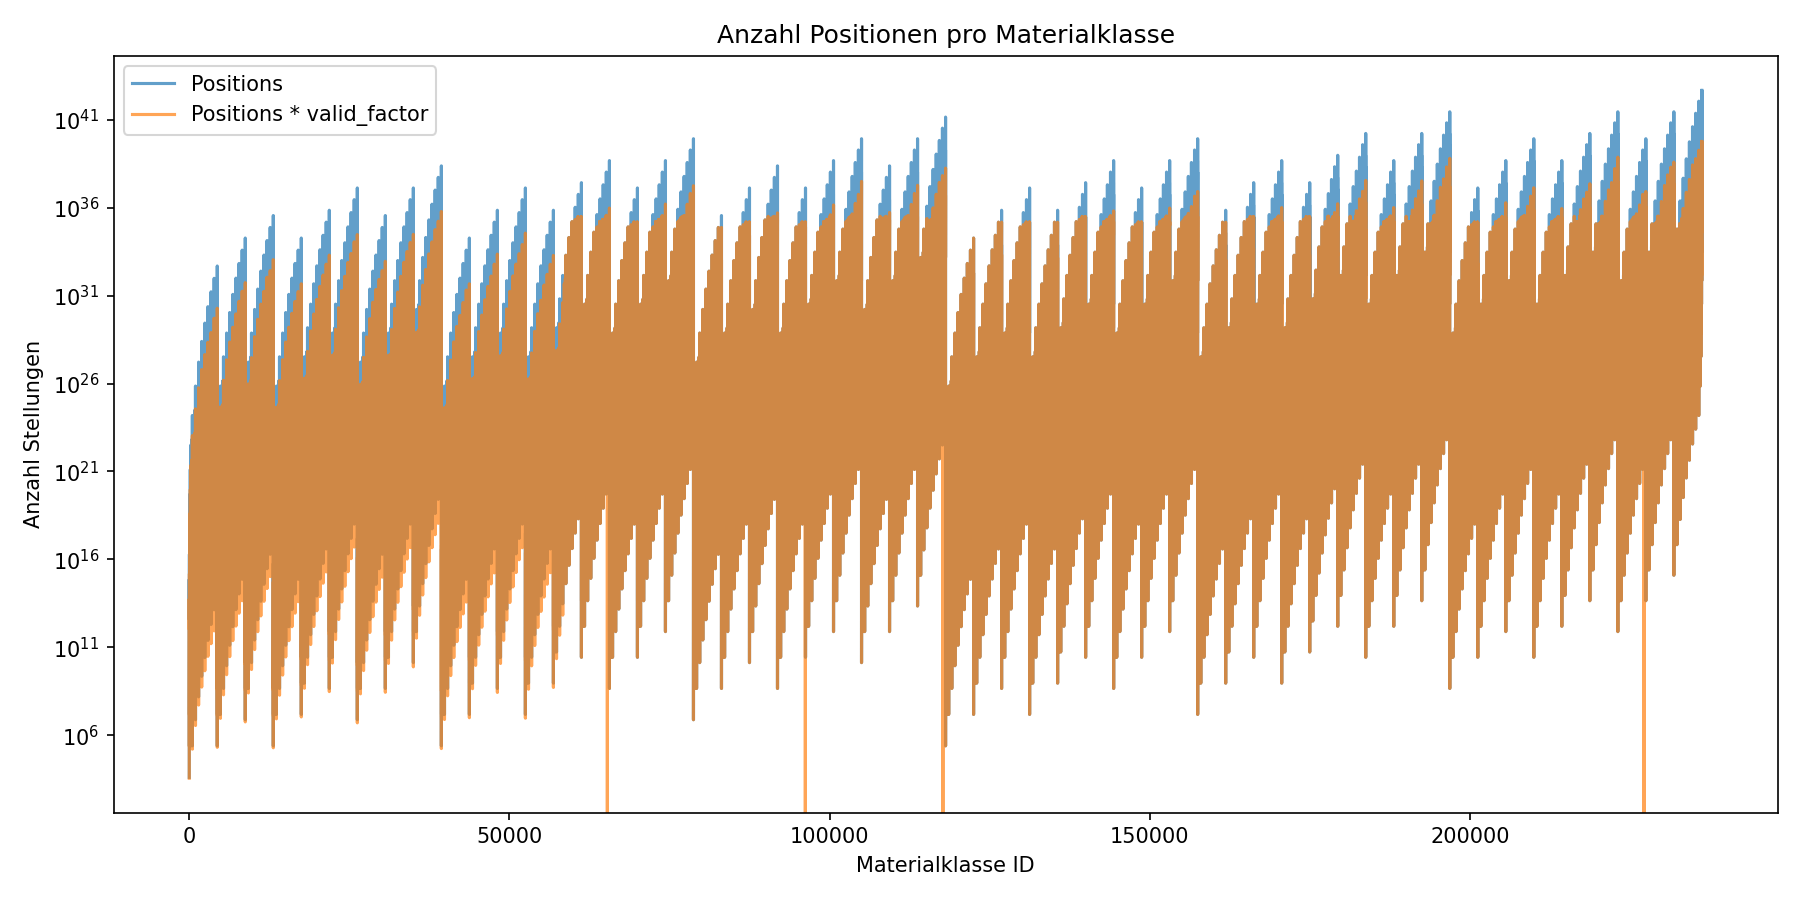 Anzahl Positionen pro Materialklasse
Positions
Positions * valid_factor
10^41
10^36
10^31
10^26
10^21
10^16
10^11
10^6
Anzahl Stellungen
0 50000 100000 150000 200000
Materialklasse ID